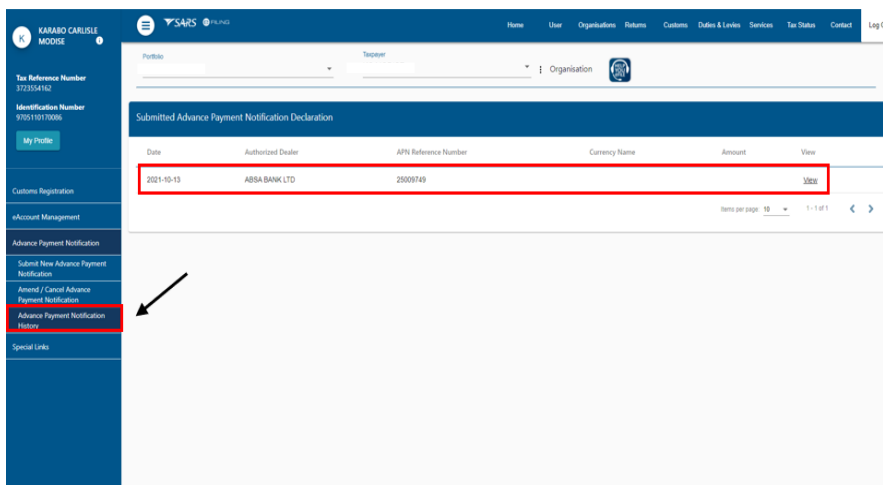 K
KARABO CARLISLE
MODISE
Tax Reference Number
3723554162
Identification Number
9705110170086
My Profile
Customs Registration
eAccount Management
Advance Payment Notification
Submit New Advance Payment
Notification
Amend / Cancel Advance
Payment Notification
Advance Payment Notification
History
Special Links
SARS eFILING
Home User Organisations Returns Customs Duties & Levies Services Tax Status Contact Log
Portfolio
Taxpayer
Organisation
HELP YOU eFILE
Submitted Advance Payment Notification Declaration
Date Authorized Dealer APN Reference Number Currency Name Amount View
2021-10-13 ABSA BANK LTD 25009749 View
Items per page: 10 1 - 1 of 1